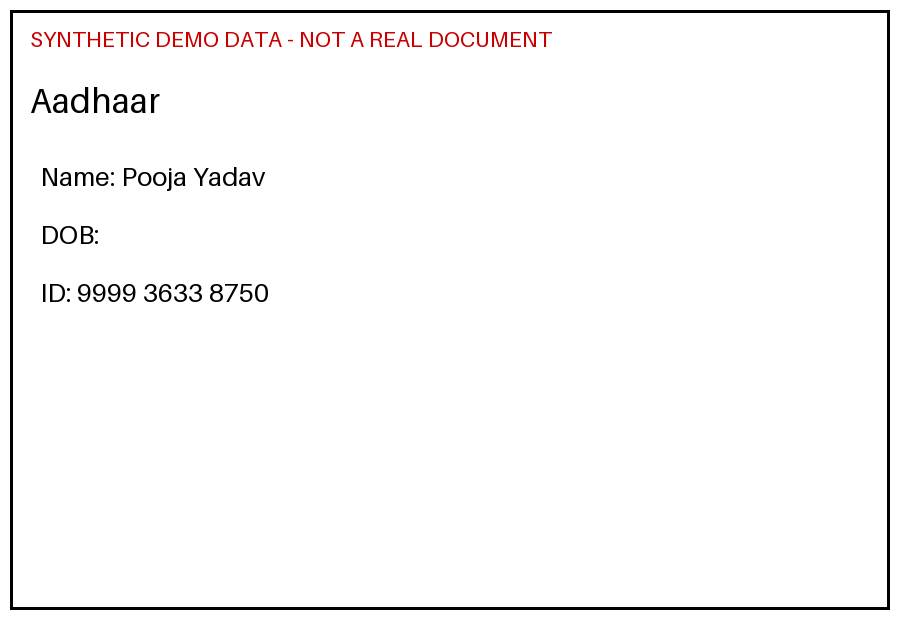 SYNTHETIC DEMO DATA - NOT A REAL DOCUMENT
Aadhaar
Name: Pooja Yadav
DOB:
ID: 9999 3633 8750